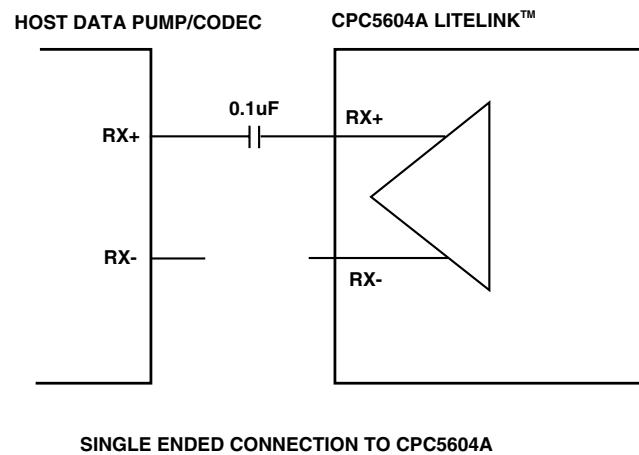 HOST DATA PUMP/CODEC
CPC5604A LITELINK™
0.1uF
RX+
RX+
RX-
RX-
SINGLE ENDED CONNECTION TO CPC5604A